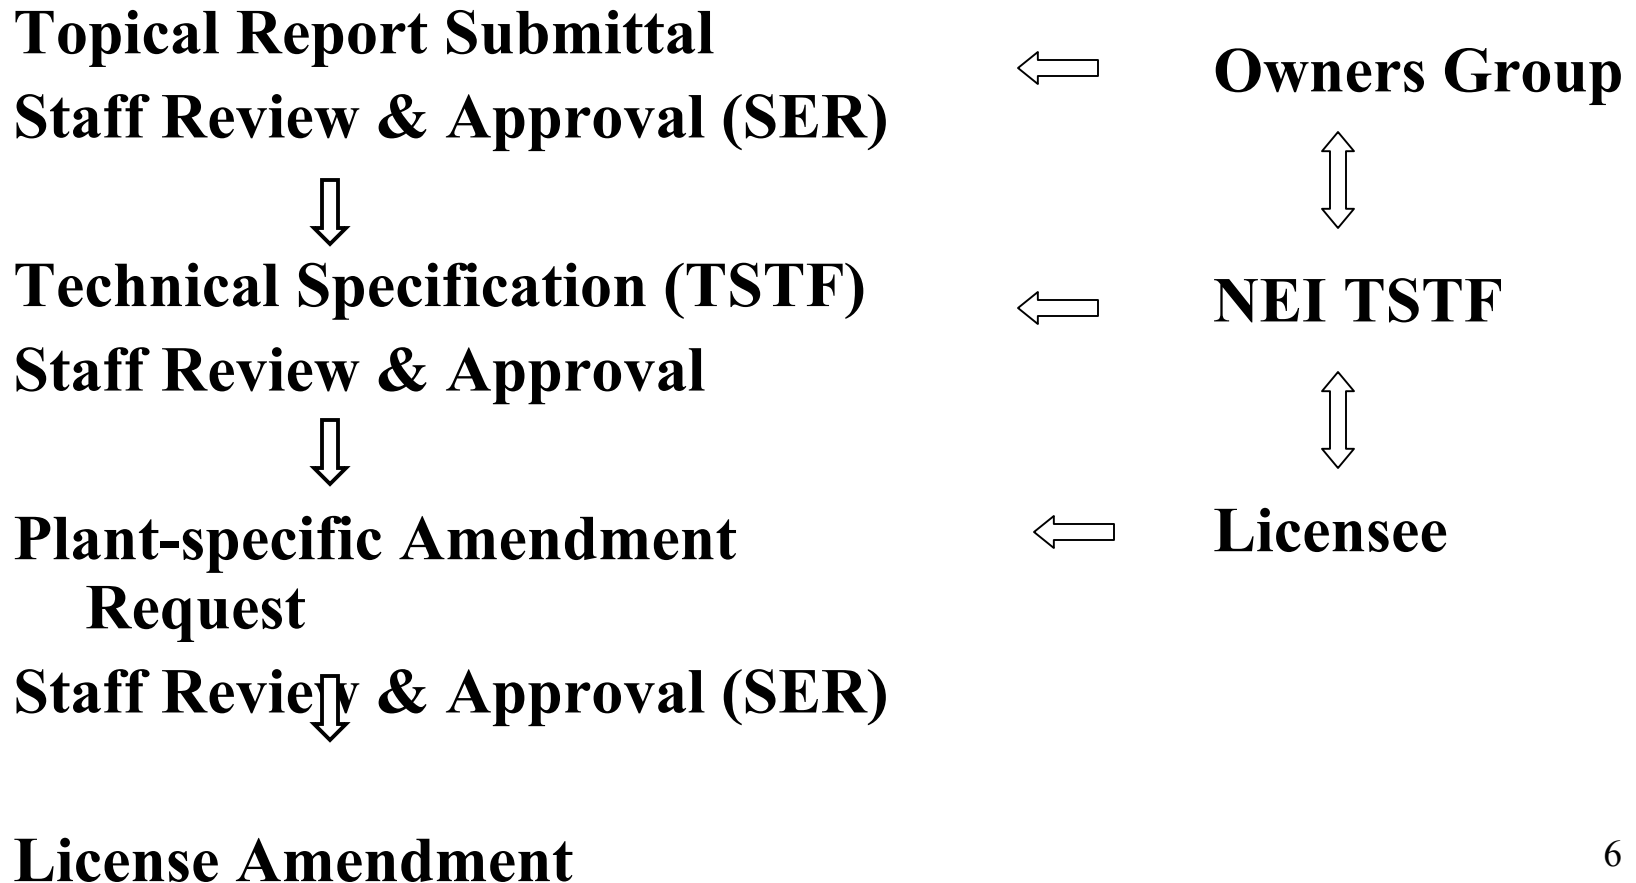 Topical Report Submittal
Owners Group
Staff Review & Approval (SER)
Technical Specification (TSTF)
NEI TSTF
Staff Review & Approval
Plant-specific Amendment
Licensee
Request
Staff Review & Approval (SER)
License Amendment
6